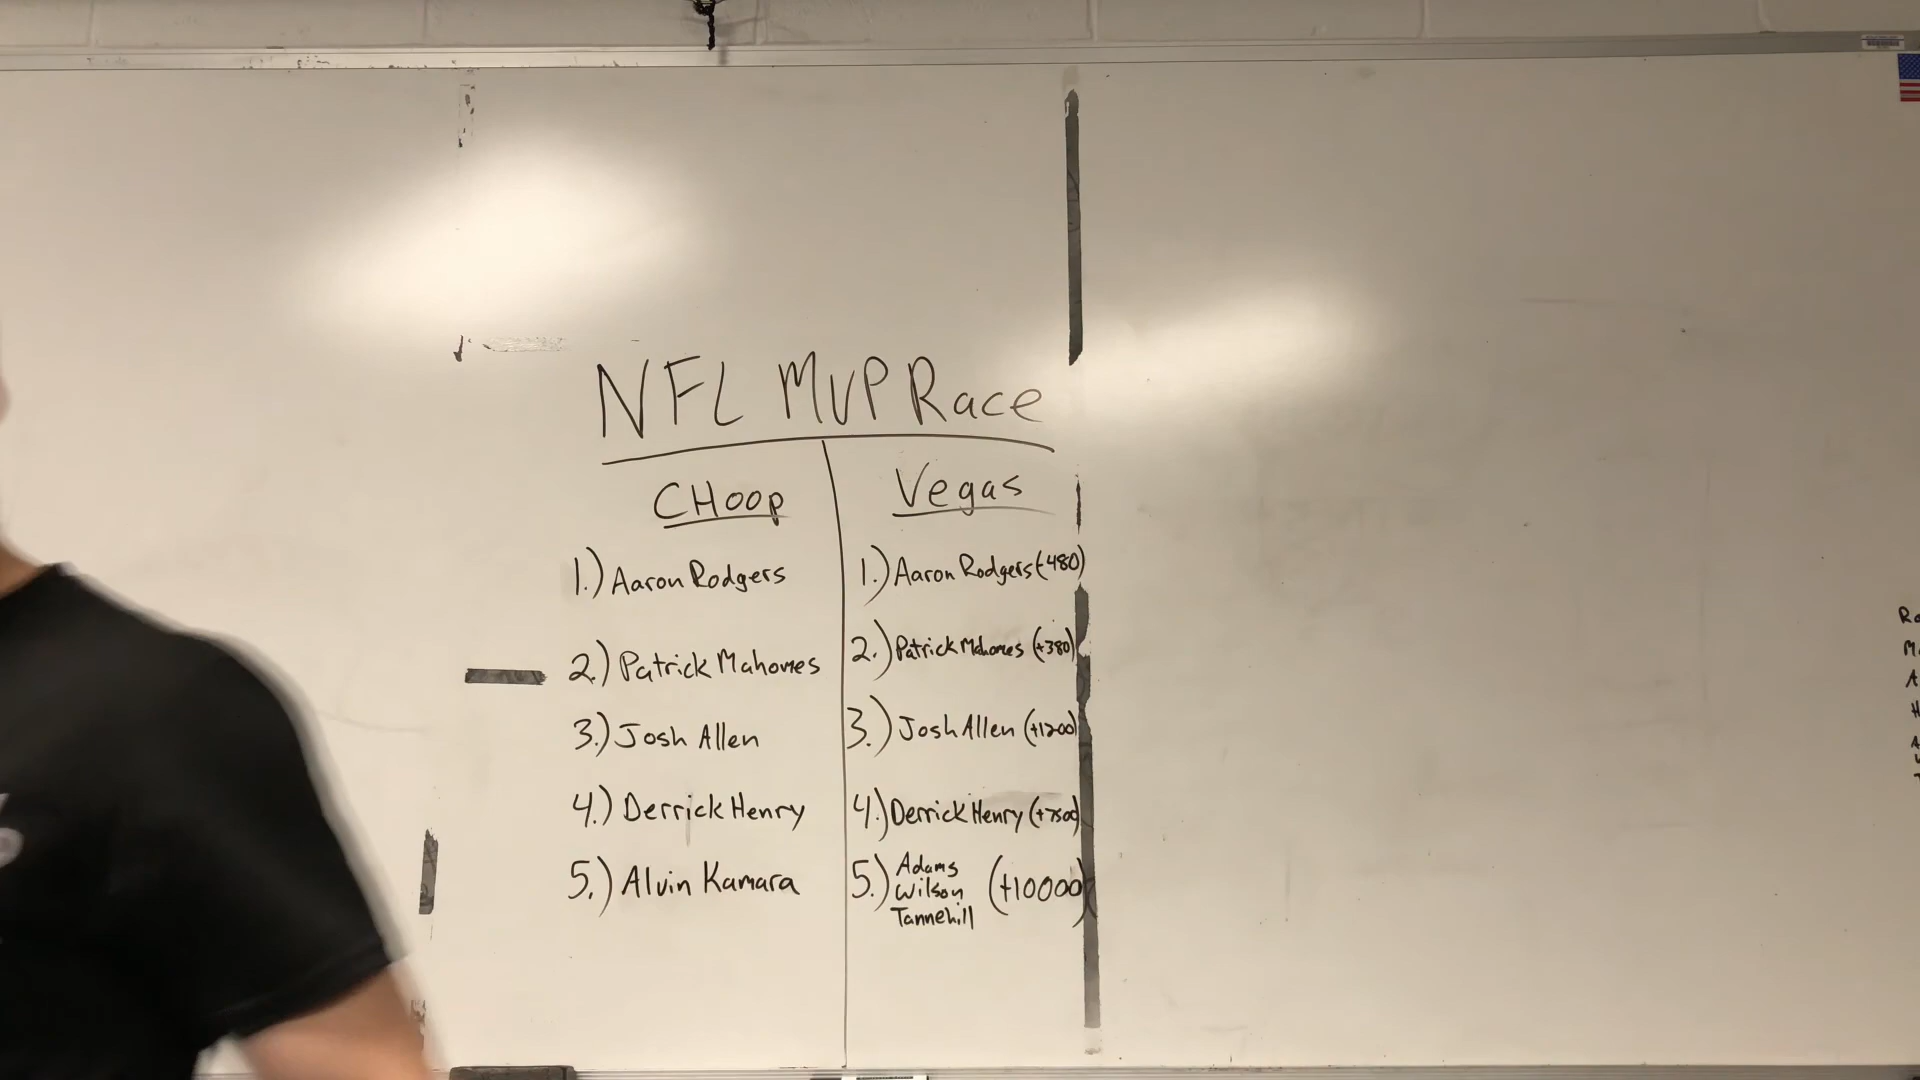 NFL MVP Race
CHoop
1.) Aaron Rodgers
2.) Patrick Mahomes
3.) Josh Allen
4.) Derrick Henry
5.) Alvin Kamara
Vegas
1.) Aaron Rodgers (-480)
2.) Patrick Mahomes (+380)
3.) Josh Allen (+1200)
4.) Derrick Henry (+7500)
5.) Adams
Wilson (+10000)
Tannehill